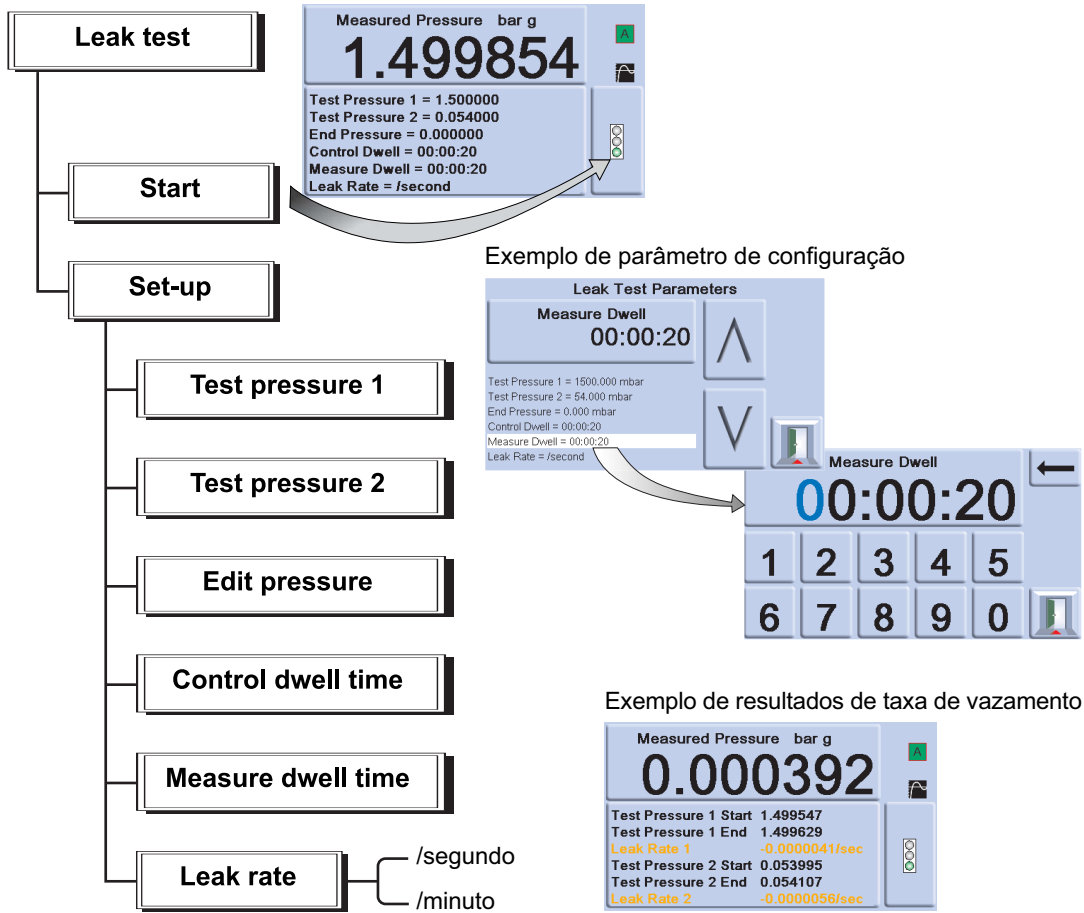 Leak test
Start
Set-up
Test pressure 1
Test pressure 2
Edit pressure
Control dwell time
Measure dwell time
Leak rate
/segundo
/minuto
Measured Pressure bar g
1.499854
A
Test Pressure 1 = 1.500000
Test Pressure 2 = 0.054000
End Pressure = 0.000000
Control Dwell = 00:00:20
Measure Dwell = 00:00:20
Leak Rate = /second
Exemplo de parâmetro de configuração
Leak Test Parameters
Measure Dwell
00:00:20
Test Pressure 1 = 1500.000 mbar
Test Pressure 2 = 54.000 mbar
End Pressure = 0.000 mbar
Control Dwell = 00:00:20
Measure Dwell = 00:00:20
Leak Rate = /second
Measure Dwell
00:00:20
1 2 3 4 5
6 7 8 9 0
Exemplo de resultados de taxa de vazamento
Measured Pressure bar g
0.000392
A
Test Pressure 1 Start 1.499547
Test Pressure 1 End 1.499629
Leak Rate 1 -0.0000041/sec
Test Pressure 2 Start 0.053995
Test Pressure 2 End 0.054107
Leak Rate 2 -0.0000056/sec